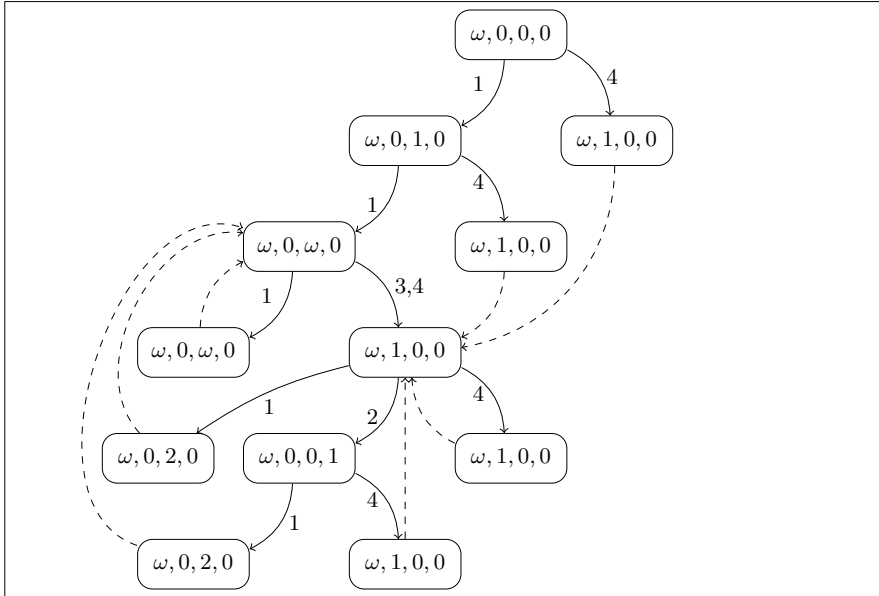 ω, 0, 0, 0
1
4
ω, 0, 1, 0
ω, 1, 0, 0
1
4
ω, 0, ω, 0
ω, 1, 0, 0
1
3,4
ω, 0, ω, 0
ω, 1, 0, 0
1
2
4
ω, 0, 2, 0
ω, 0, 0, 1
ω, 1, 0, 0
1
4
ω, 0, 2, 0
ω, 1, 0, 0